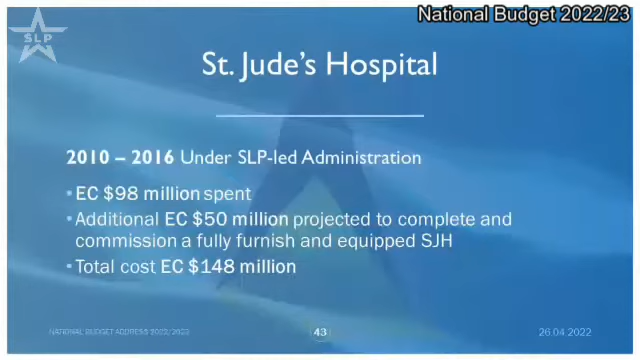 National Budget 2022/23
SLP
St. Jude's Hospital
2010 – 2016 Under SLP-led Administration
• EC $98 million spent
• Additional EC $50 million projected to complete and
commission a fully furnish and equipped SJH
• Total cost EC $148 million
NATIONAL BUDGET ADDRESS 2022/2023
43
26.04.2022